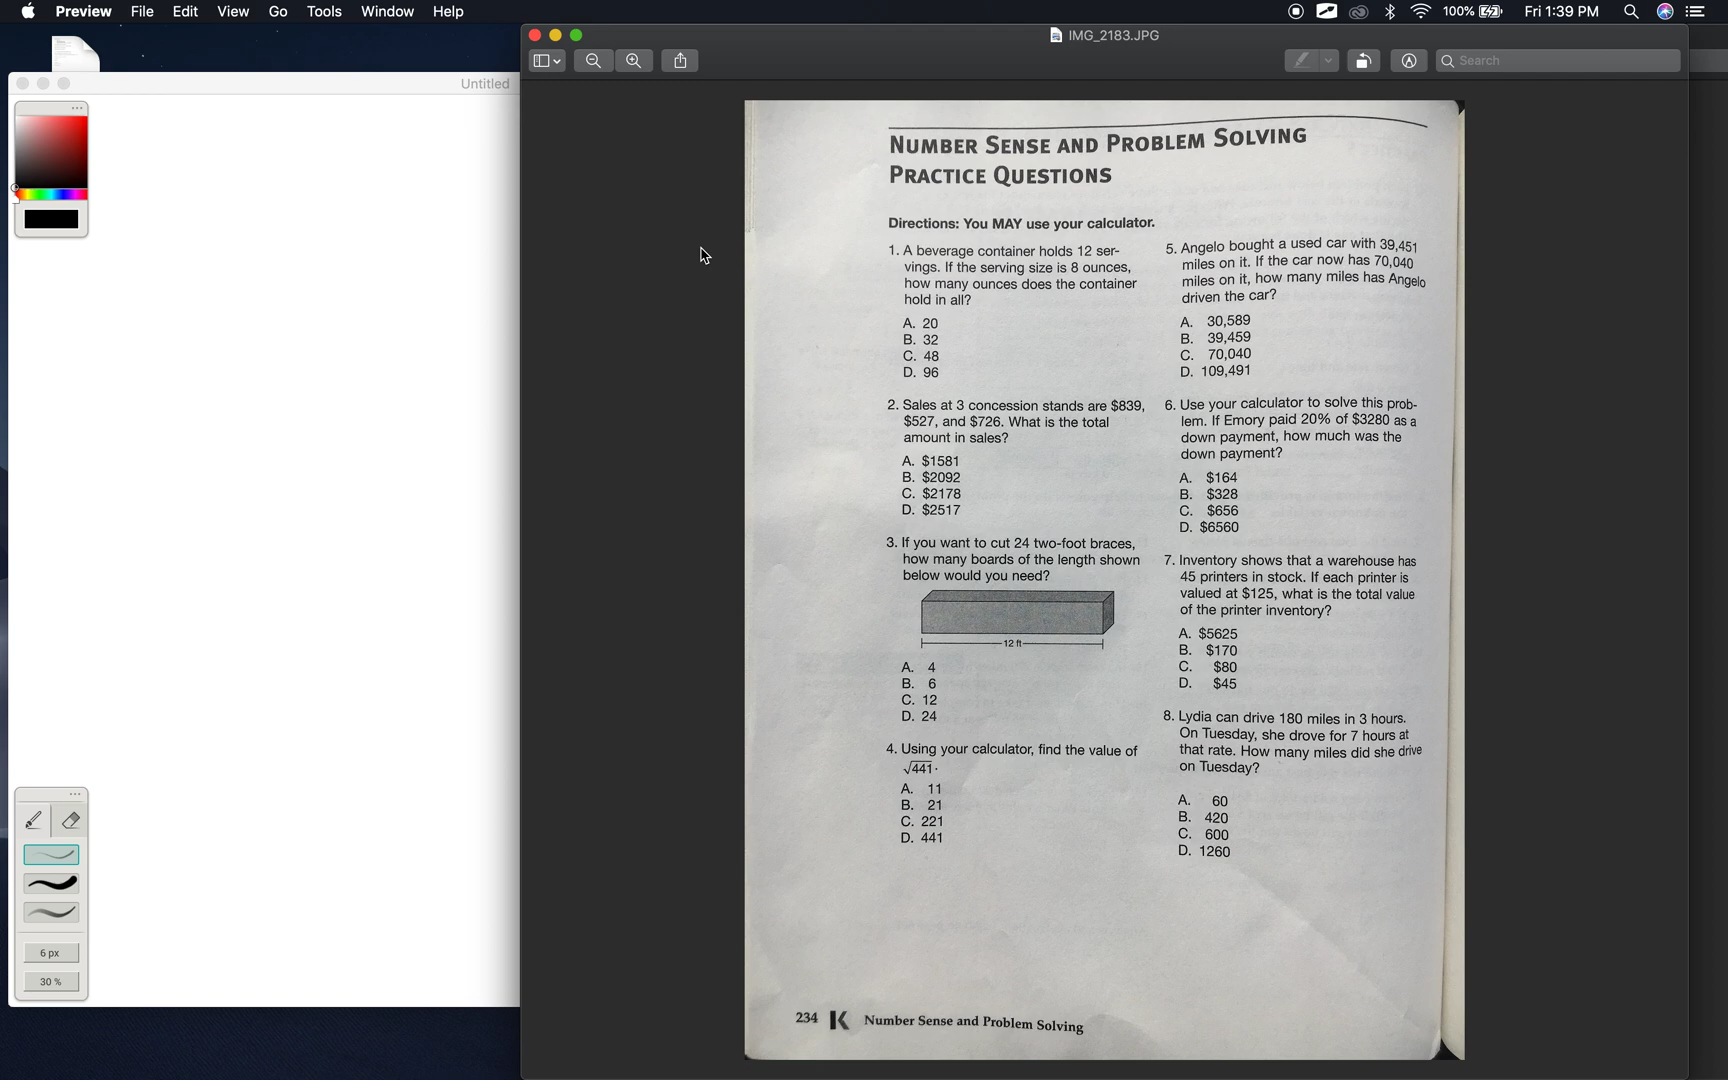 Preview File Edit View Go Tools Window Help
100%
Fri 1:39 PM
Untitled
6 px
30 %
IMG_2183.JPG
Search
NUMBER SENSE AND PROBLEM SOLVING
PRACTICE QUESTIONS
Directions: You MAY use your calculator.
1. A beverage container holds 12 ser-
vings. If the serving size is 8 ounces,
how many ounces does the container
hold in all?
A. 20
B. 32
C. 48
D. 96
2. Sales at 3 concession stands are $839,
$527, and $726. What is the total
amount in sales?
A. $1581
B. $2092
C. $2178
D. $2517
3. If you want to cut 24 two-foot braces,
how many boards of the length shown
below would you need?
12 ft
A. 4
B. 6
C. 12
D. 24
4. Using your calculator, find the value of
√441.
A. 11
B. 21
C. 221
D. 441
5. Angelo bought a used car with 39,451
miles on it. If the car now has 70,040
miles on it, how many miles has Angelo
driven the car?
A. 30,589
B. 39,459
C. 70,040
D. 109,491
6. Use your calculator to solve this prob-
lem. If Emory paid 20% of $3280 as a
down payment, how much was the
down payment?
A. $164
B. $328
C. $656
D. $6560
7. Inventory shows that a warehouse has
45 printers in stock. If each printer is
valued at $125, what is the total value
of the printer inventory?
A. $5625
B. $170
C. $80
D. $45
8. Lydia can drive 180 miles in 3 hours.
On Tuesday, she drove for 7 hours at
that rate. How many miles did she drive
on Tuesday?
A. 60
B. 420
C. 600
D. 1260
234 K Number Sense and Problem Solving